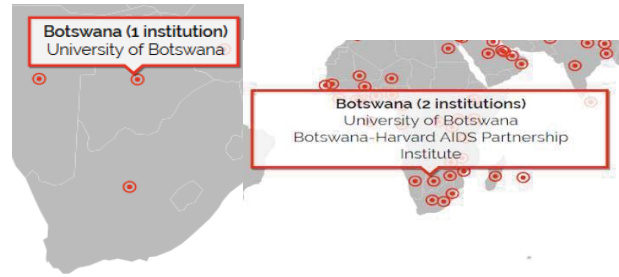 Botswana (1 institution)
University of Botswana
Botswana (2 institutions)
University of Botswana
Botswana-Harvard AIDS Partnership
Institute